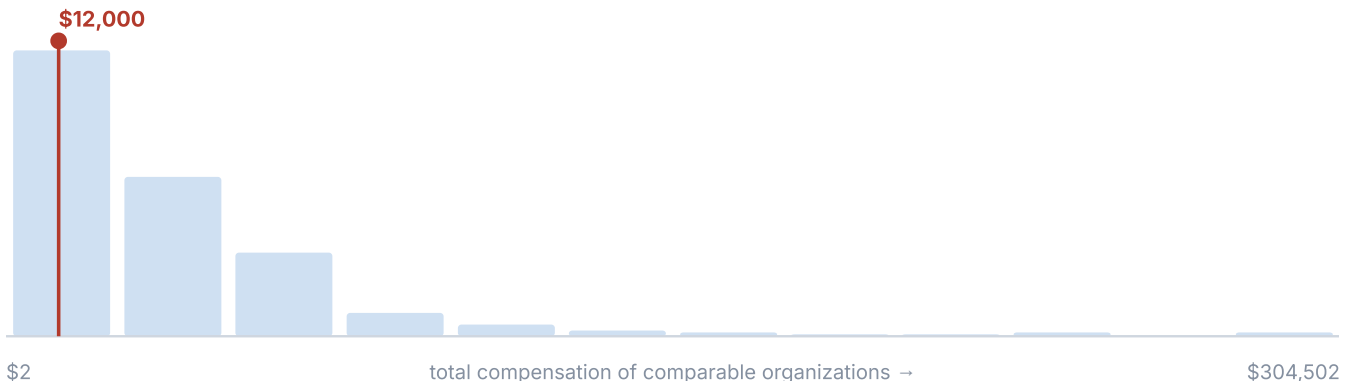 $12,000
$2 total compensation of comparable organizations → $304,502